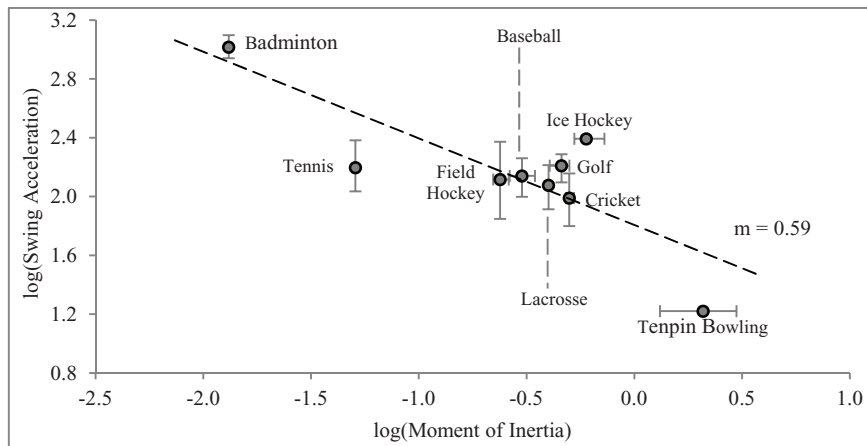 3.2
2.8
2.4
2.0
1.6
1.2
0.8
log(Swing Acceleration)
Badminton
Baseball
Ice Hockey
Tennis
Field
Hockey
Golf
Cricket
m = 0.59
Lacrosse
Tenpin Bowling
-2.5 -2.0 -1.5 -1.0 -0.5 0.0 0.5 1.0
log(Moment of Inertia)